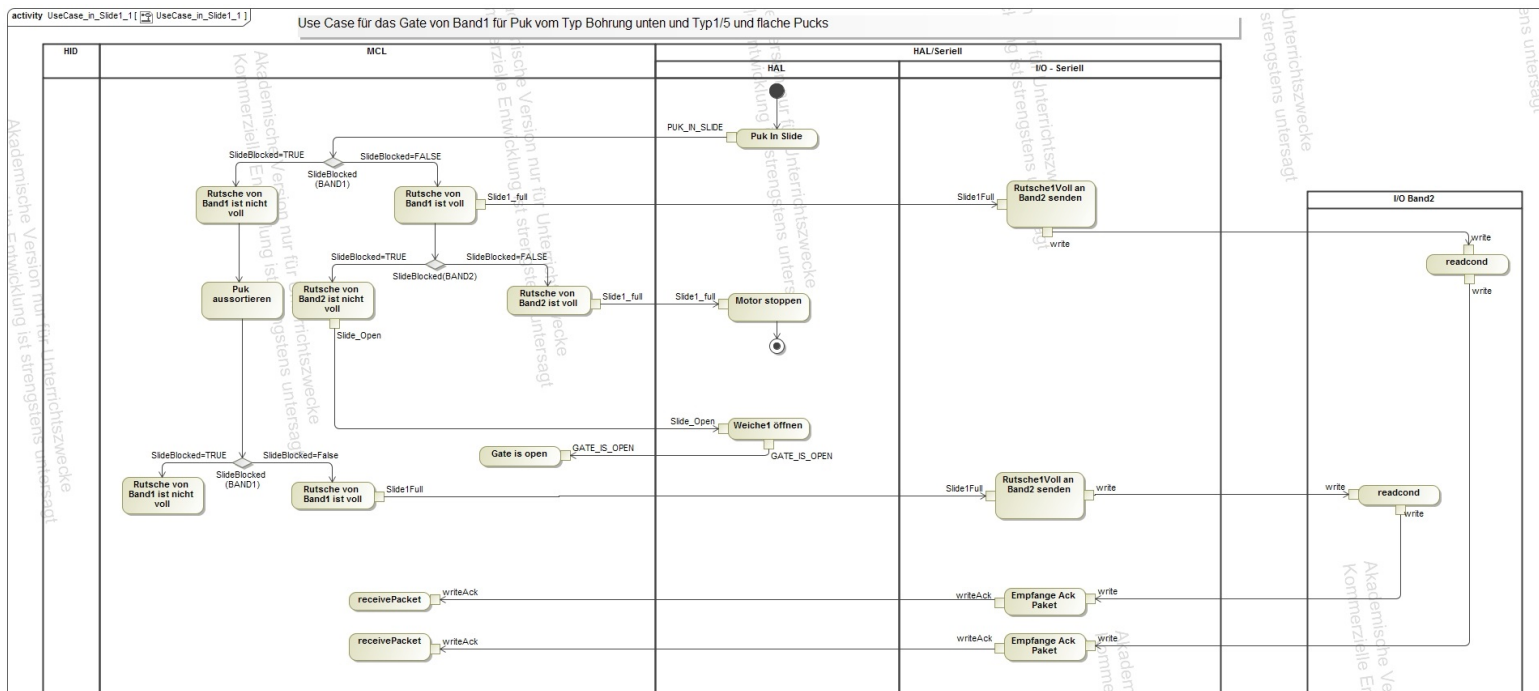 activity UseCase_in_Slide1_1 [ UseCase_in_Slide1_1 ]
Use Case für das Gate von Band1 für Puk vom Typ Bohrung unten und Typ1/5 und flache Pucks
HID
MCL
HAL/Seriell
HAL
I/O - Seriell
PUK_IN_SLIDE
Puk In Slide
SlideBlocked=TRUE
SlideBlocked=FALSE
SlideBlocked
(BAND1)
Rutsche von
Band1 ist nicht
voll
Rutsche von
Band1 ist voll
Slide1_full
Slide1Full
Rutsche1Voll an
Band2 senden
write
I/O Band2
write
readcond
write
SlideBlocked=TRUE
SlideBlocked=FALSE
SlideBlocked(BAND2)
Puk
aussortieren
Rutsche von
Band2 ist nicht
voll
Rutsche von
Band2 ist voll
Slide1_full
Slide1_full
Motor stoppen
Slide_Open
Slide_Open
Weiche1 öffnen
Gate is open
GATE_IS_OPEN
GATE_IS_OPEN
SlideBlocked=TRUE
SlideBlocked=False
SlideBlocked
(BAND1)
Rutsche von
Band1 ist nicht
voll
Rutsche von
Band1 ist voll
Slide1Full
Slide1Full
Rutsche1Voll an
Band2 senden
write
write
readcond
write
receivePacket
writeAck
writeAck
Empfange Ack
Paket
write
receivePacket
writeAck
writeAck
Empfange Ack
Paket
write
Akademische Version nur für Unterrichtszwecke
Kommerzielle Entwicklung ist strengstens untersagt